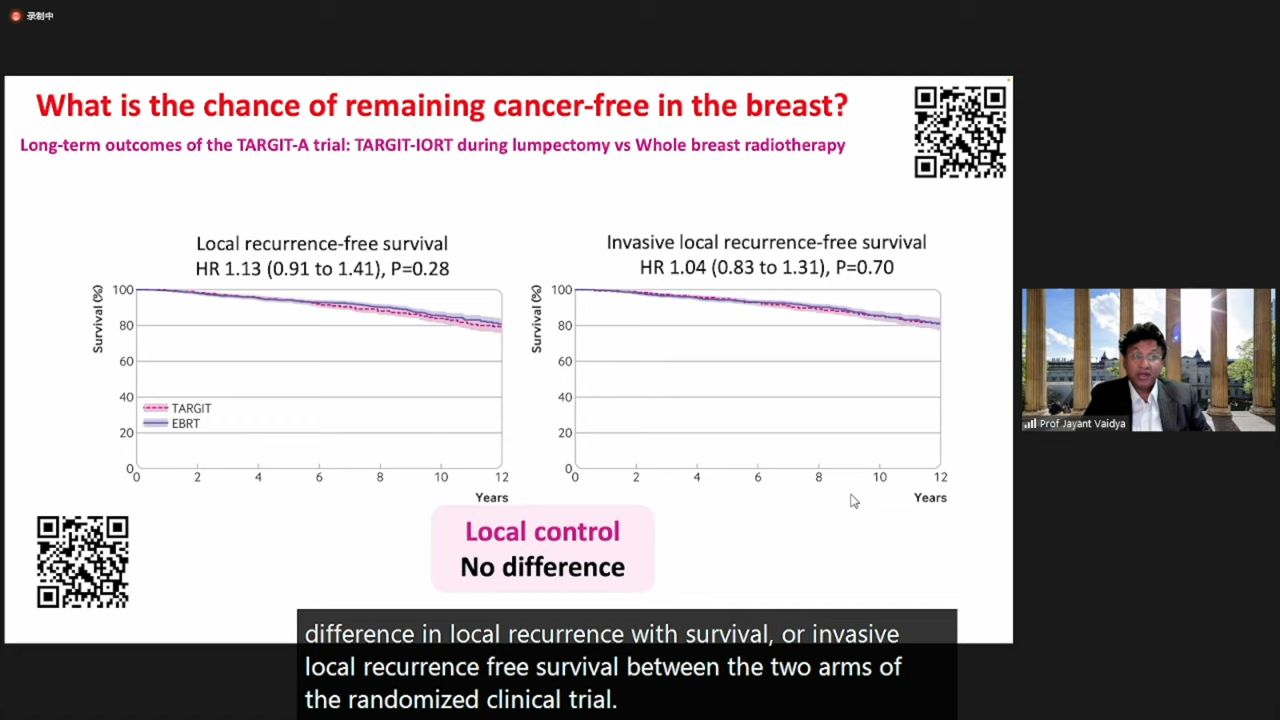 录制中
What is the chance of remaining cancer-free in the breast?
Long-term outcomes of the TARGIT-A trial: TARGIT-IORT during lumpectomy vs Whole breast radiotherapy
Local recurrence-free survival
HR 1.13 (0.91 to 1.41), P=0.28
Survival (%)
100
80
60
40
20
0
TARGIT
EBRT
0 2 4 6 8 10 12
Years
Invasive local recurrence-free survival
HR 1.04 (0.83 to 1.31), P=0.70
Survival (%)
100
80
60
40
20
0
0 2 4 6 8 10 12
Years
Local control
No difference
Prof Jayant Vaidya
difference in local recurrence with survival, or invasive
local recurrence free survival between the two arms of
the randomized clinical trial.